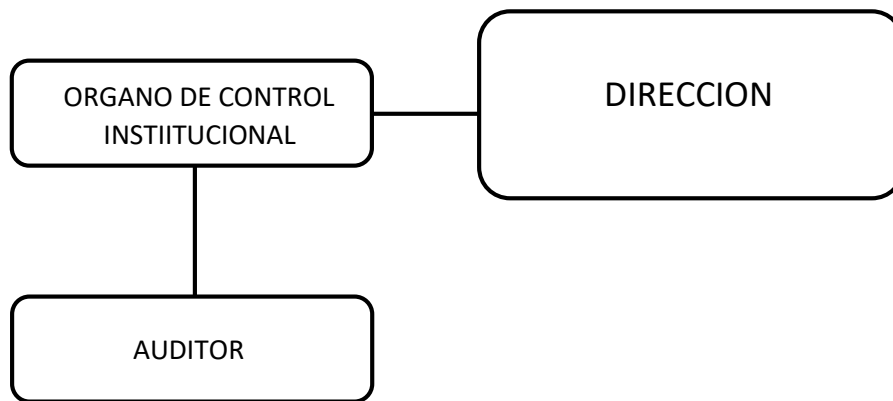 ORGANO DE CONTROL
INSTIITUCIONAL
DIRECCION
AUDITOR